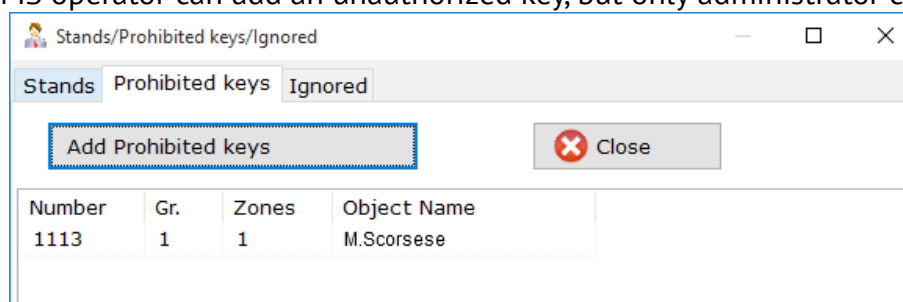 operator can add an unauthorized key, but only administrator
Stands/Prohibited keys/Ignored
Stands Prohibited keys Ignored
Add Prohibited keys Close
Number Gr. Zones Object Name
1113 1 1 M.Scorsese